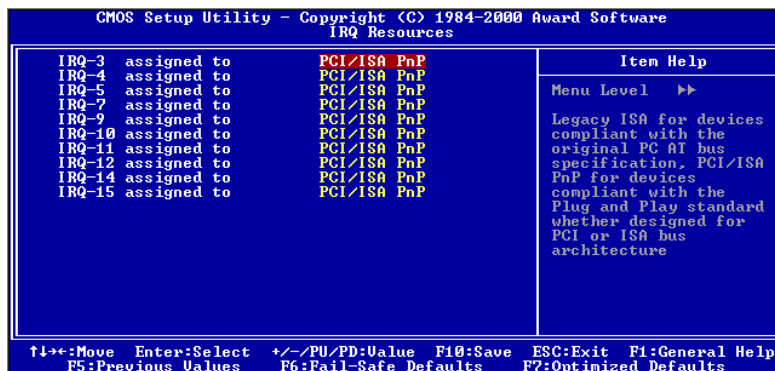 CMOS Setup Utility - Copyright (C) 1984-2000 Award Software
IRQ Resources
IRQ-3 assigned to PCI/ISA PnP
IRQ-4 assigned to PCI/ISA PnP
IRQ-5 assigned to PCI/ISA PnP
IRQ-7 assigned to PCI/ISA PnP
IRQ-9 assigned to PCI/ISA PnP
IRQ-10 assigned to PCI/ISA PnP
IRQ-11 assigned to PCI/ISA PnP
IRQ-12 assigned to PCI/ISA PnP
IRQ-14 assigned to PCI/ISA PnP
IRQ-15 assigned to PCI/ISA PnP
Item Help
Menu Level ►►
Legacy ISA for devices
compliant with the
original PC AT bus
specification, PCI/ISA
PnP for devices
compliant with the
Plug and Play standard
whether designed for
PCI or ISA bus
architecture
↑↓→←:Move Enter:Select +/-/PU/PD:Value F10:Save ESC:Exit F1:General Help
F5:Previous Values F6:Fail-Safe Defaults F7:Optimized Defaults